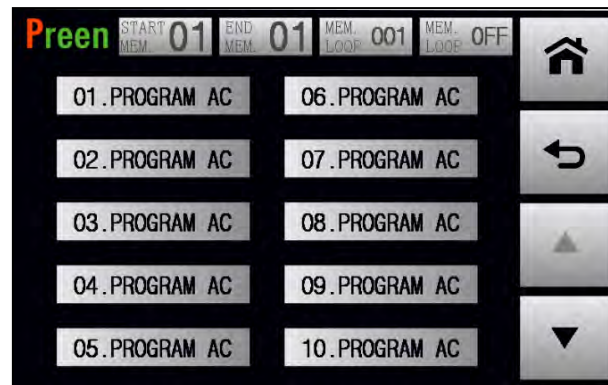 Preen START MEM. 01 END MEM. 01 MEM. LOOP 001 MEM. LOOP OFF
01.PROGRAM AC
02.PROGRAM AC
03.PROGRAM AC
04.PROGRAM AC
05.PROGRAM AC
06.PROGRAM AC
07.PROGRAM AC
08.PROGRAM AC
09.PROGRAM AC
10.PROGRAM AC